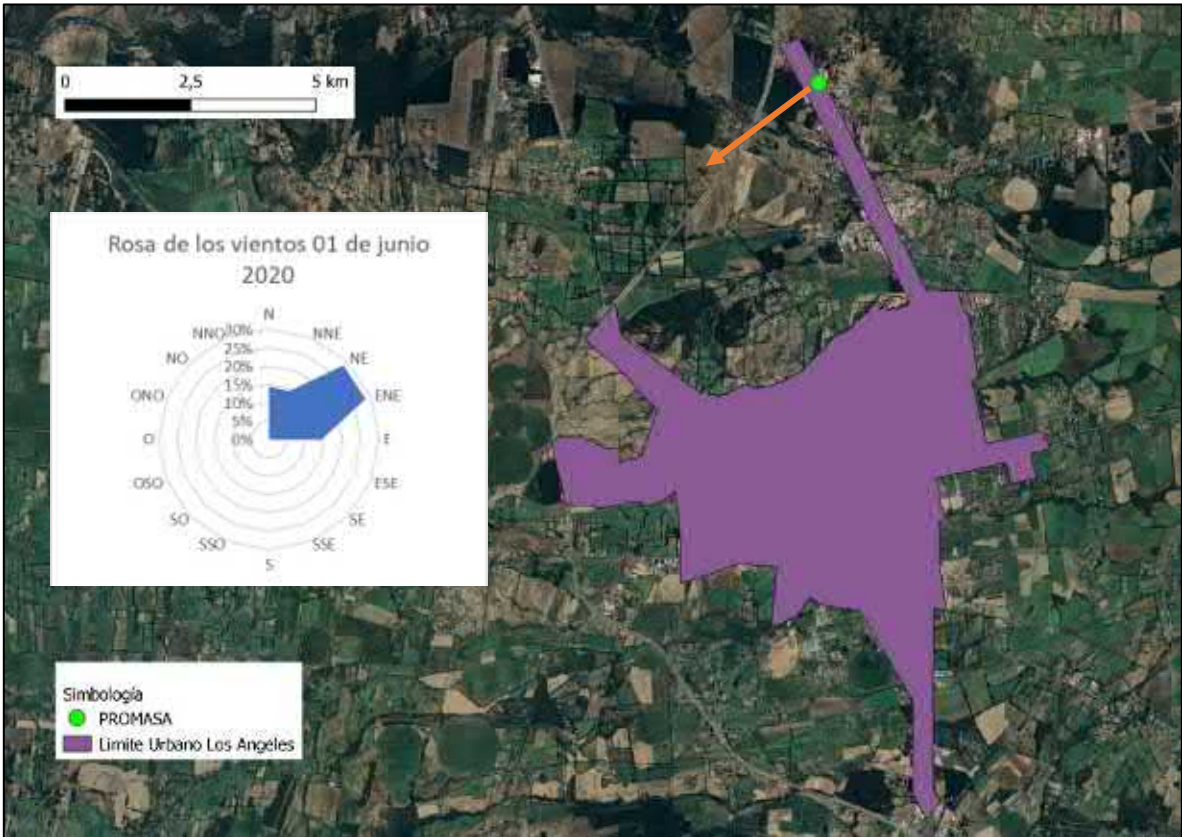 0 2,5 5 km
Rosa de los vientos 01 de junio
2020
N
NNO NNE
30%
NO NE
25%
20%
ONO ENE
15%
10%
5%
O E
0%
OSO ESE
SO SE
SSO SSE
S
Simbología
PROMASA
Limite Urbano Los Angeles